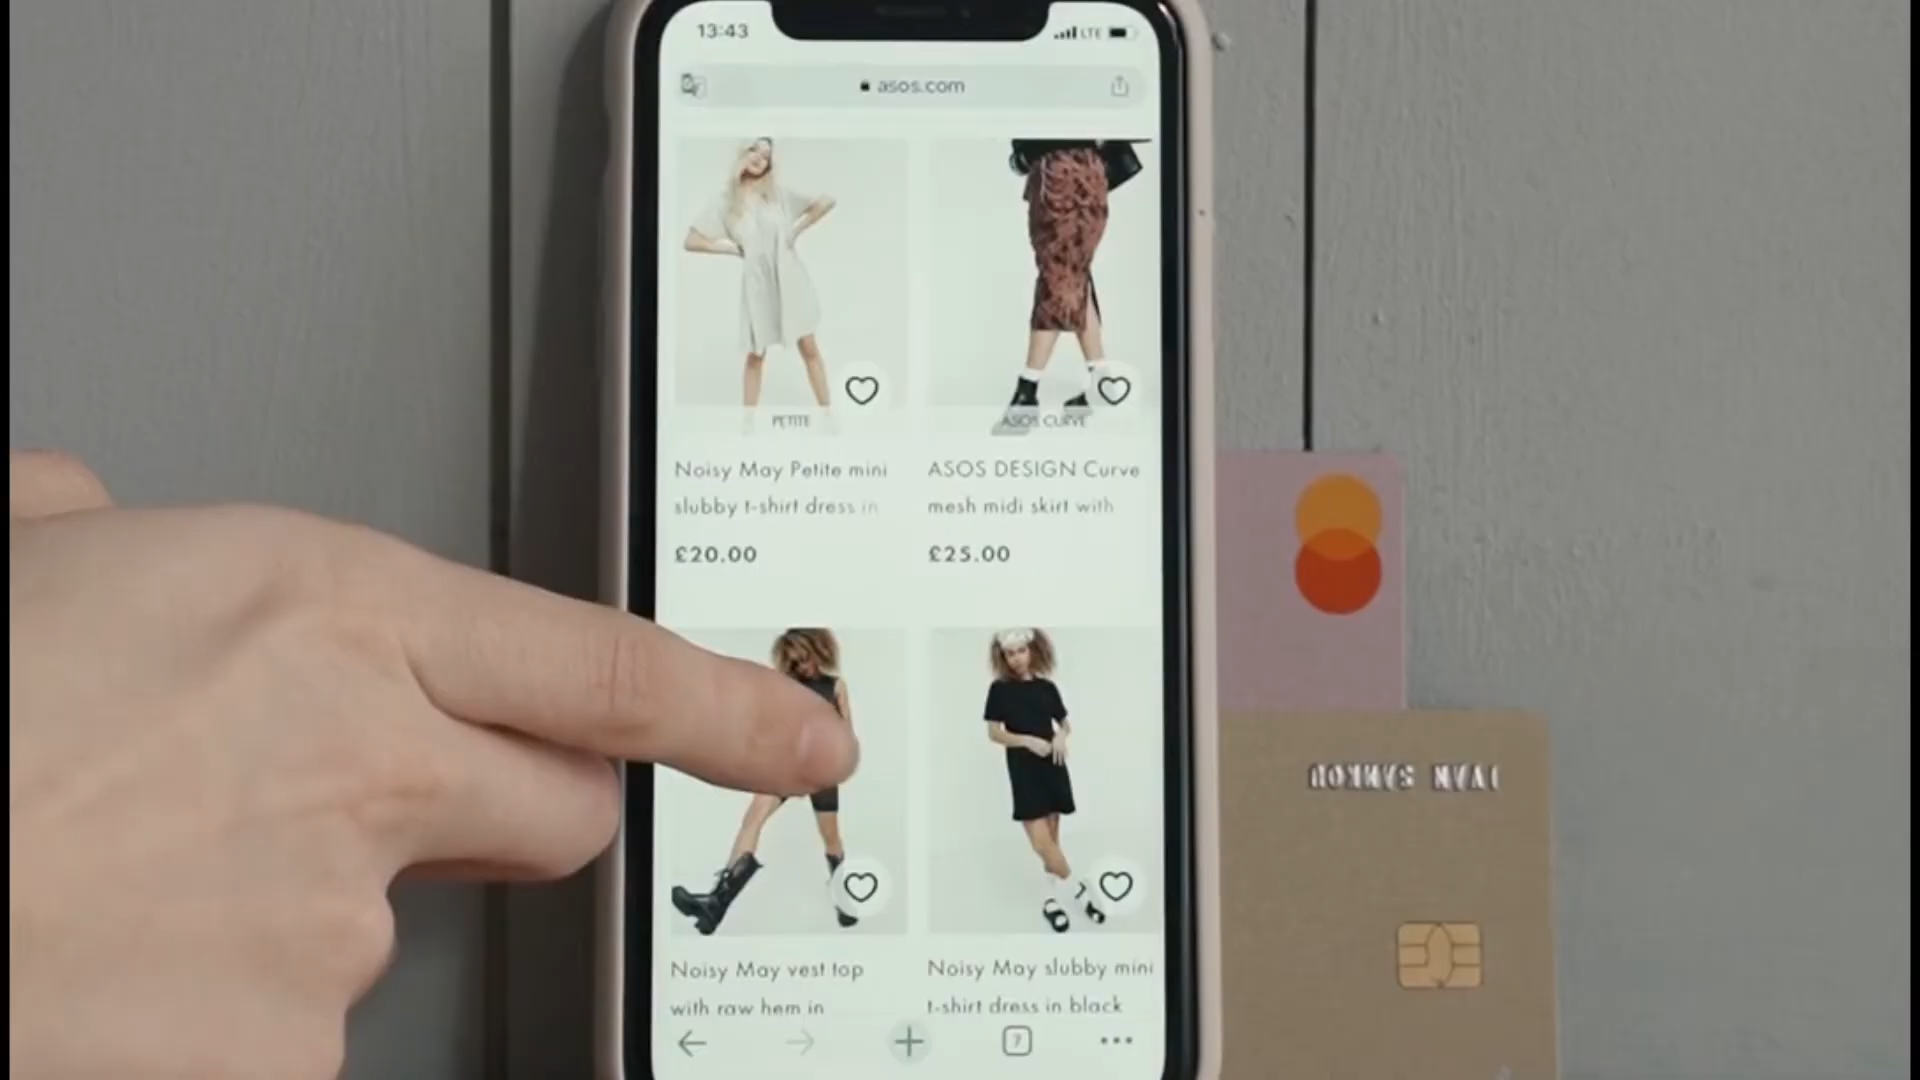 13:43
LTE
asos.com
PETITE
ASOS CURVE
Noisy May Petite mini
slubby t-shirt dress in
£20.00
ASOS DESIGN Curve
mesh midi skirt with
£25.00
Noisy May vest top
with raw hem in
Noisy May slubby mini
t-shirt dress in black
7